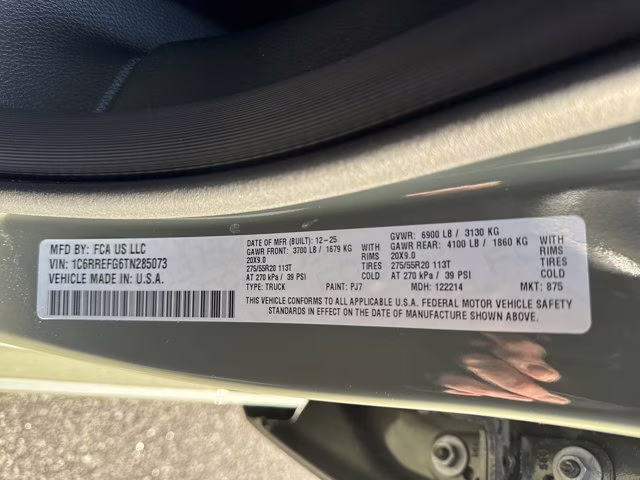 MFD BY: FCA US LLC
VIN: 1C6RREFG6TN285073
VEHICLE MADE IN: U.S.A.
DATE OF MFR (BUILT): 12-25 GVWR: 6900 LB / 3130 KG
GAWR FRONT: 3700 LB / 1679 KG WITH GAWR REAR: 4100 LB / 1860 KG WITH
20X9.0 RIMS 20X9.0 RIMS
275/55R20 113T TIRES 275/55R20 113T TIRES
AT 270 kPa / 39 PSI COLD AT 270 kPa / 39 PSI COLD
TYPE: TRUCK PAINT: PJ7 MDH: 122214 MKT: 875
THIS VEHICLE CONFORMS TO ALL APPLICABLE U.S.A. FEDERAL MOTOR VEHICLE SAFETY
STANDARDS IN EFFECT ON THE DATE OF MANUFACTURE SHOWN ABOVE.